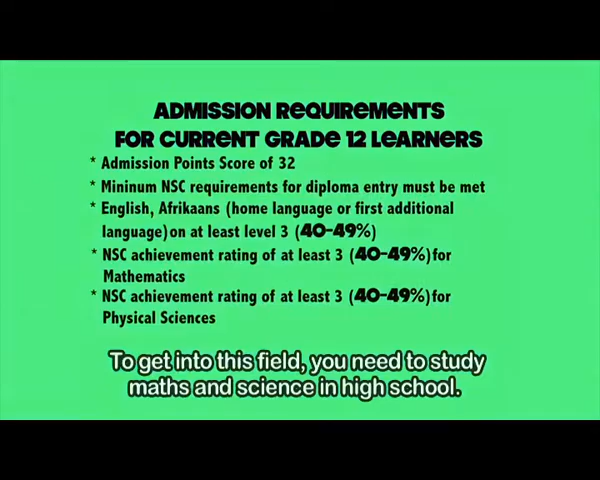 ADMISSION REQUIREMENTS
FOR CURRENT GRADE 12 LEARNERS
* Admission Points Score of 32
* Mininum NSC requirements for diploma entry must be met
* English, Afrikaans (home language or first additional
language)on at least level 3 (40-49%)
* NSC achievement rating of at least 3 (40-49%)for
Mathematics
* NSC achievement rating of at least 3 (40-49%)for
Physical Sciences
To get into this field, you need to study
maths and science in high school.